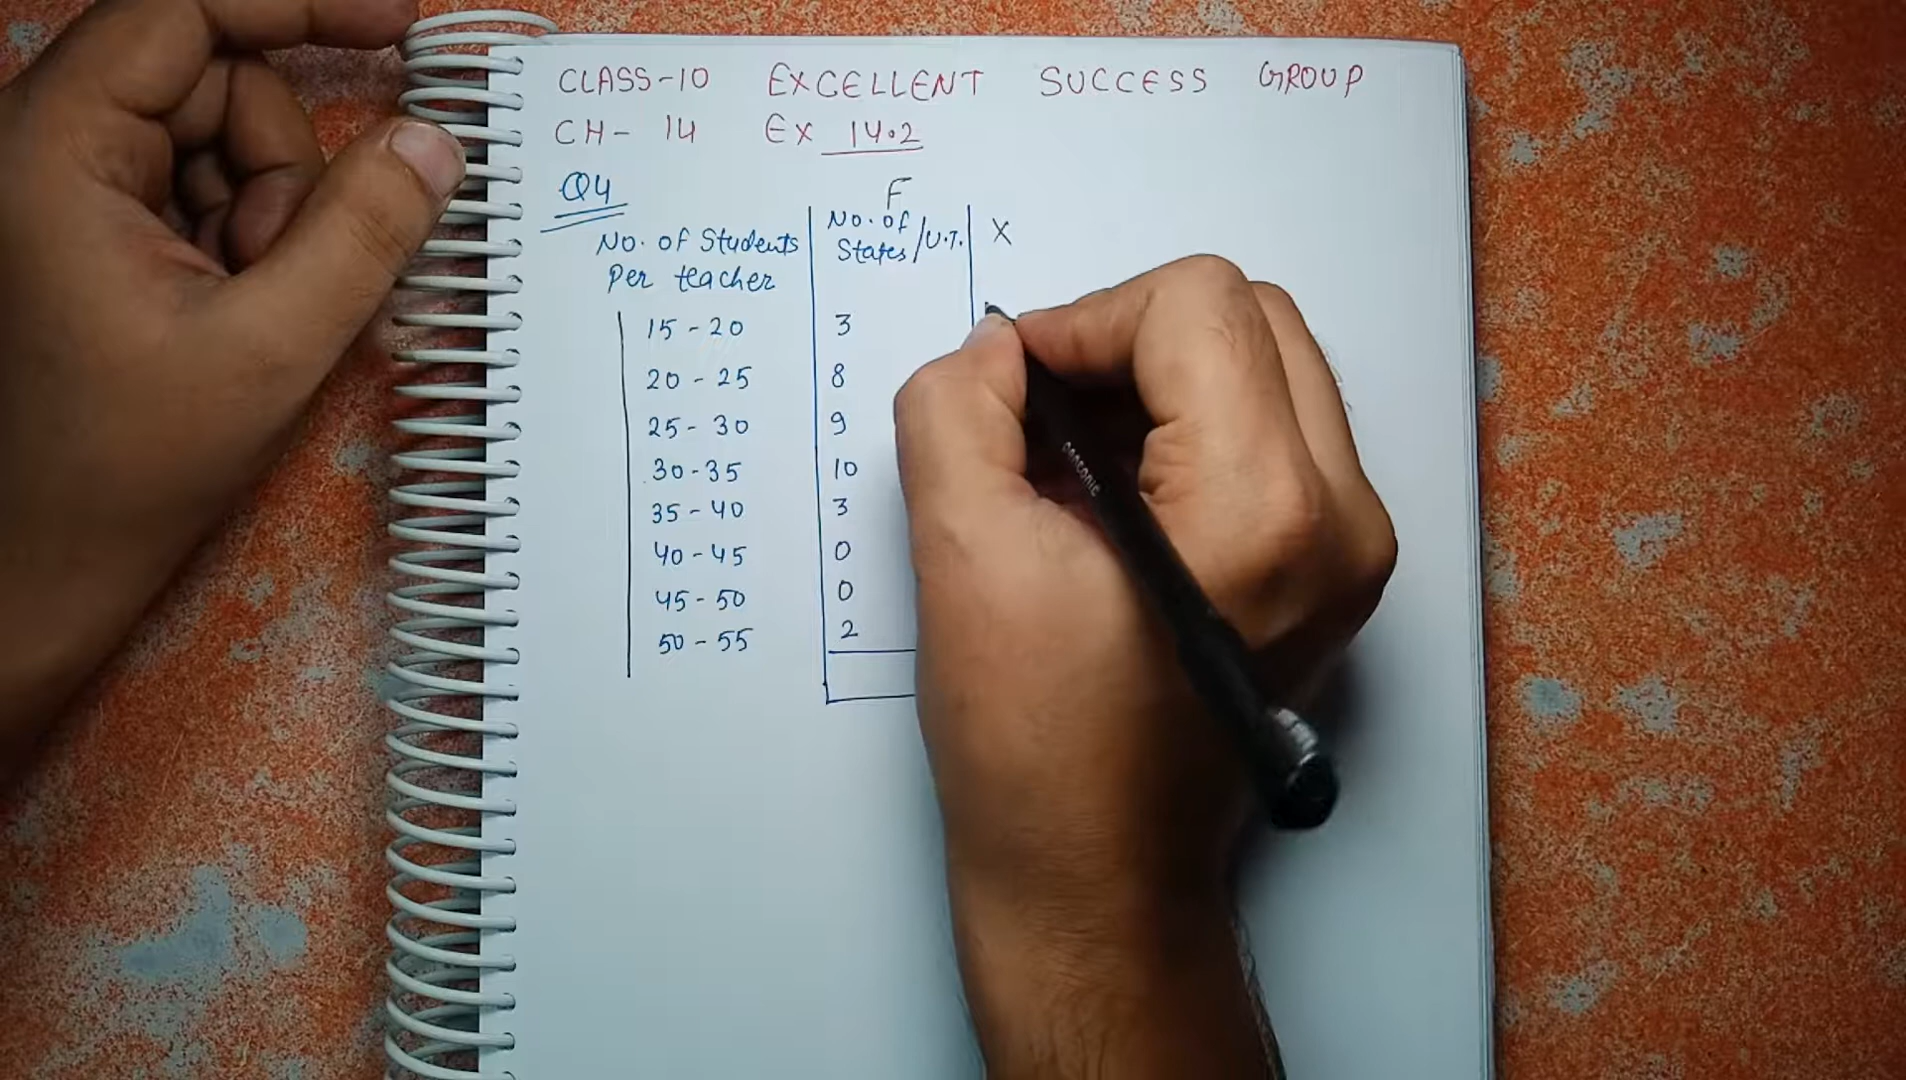 CLASS-10 EXCELLENT SUCCESS GROUP
CH- 14 EX 14.2
Q4
F
No. of Students Per teacher
No. of States/U.T.
X
15 - 20 3
20 - 25 8
25 - 30 9
30 - 35 10
35 - 40 3
40 - 45 0
45 - 50 0
50 - 55 2